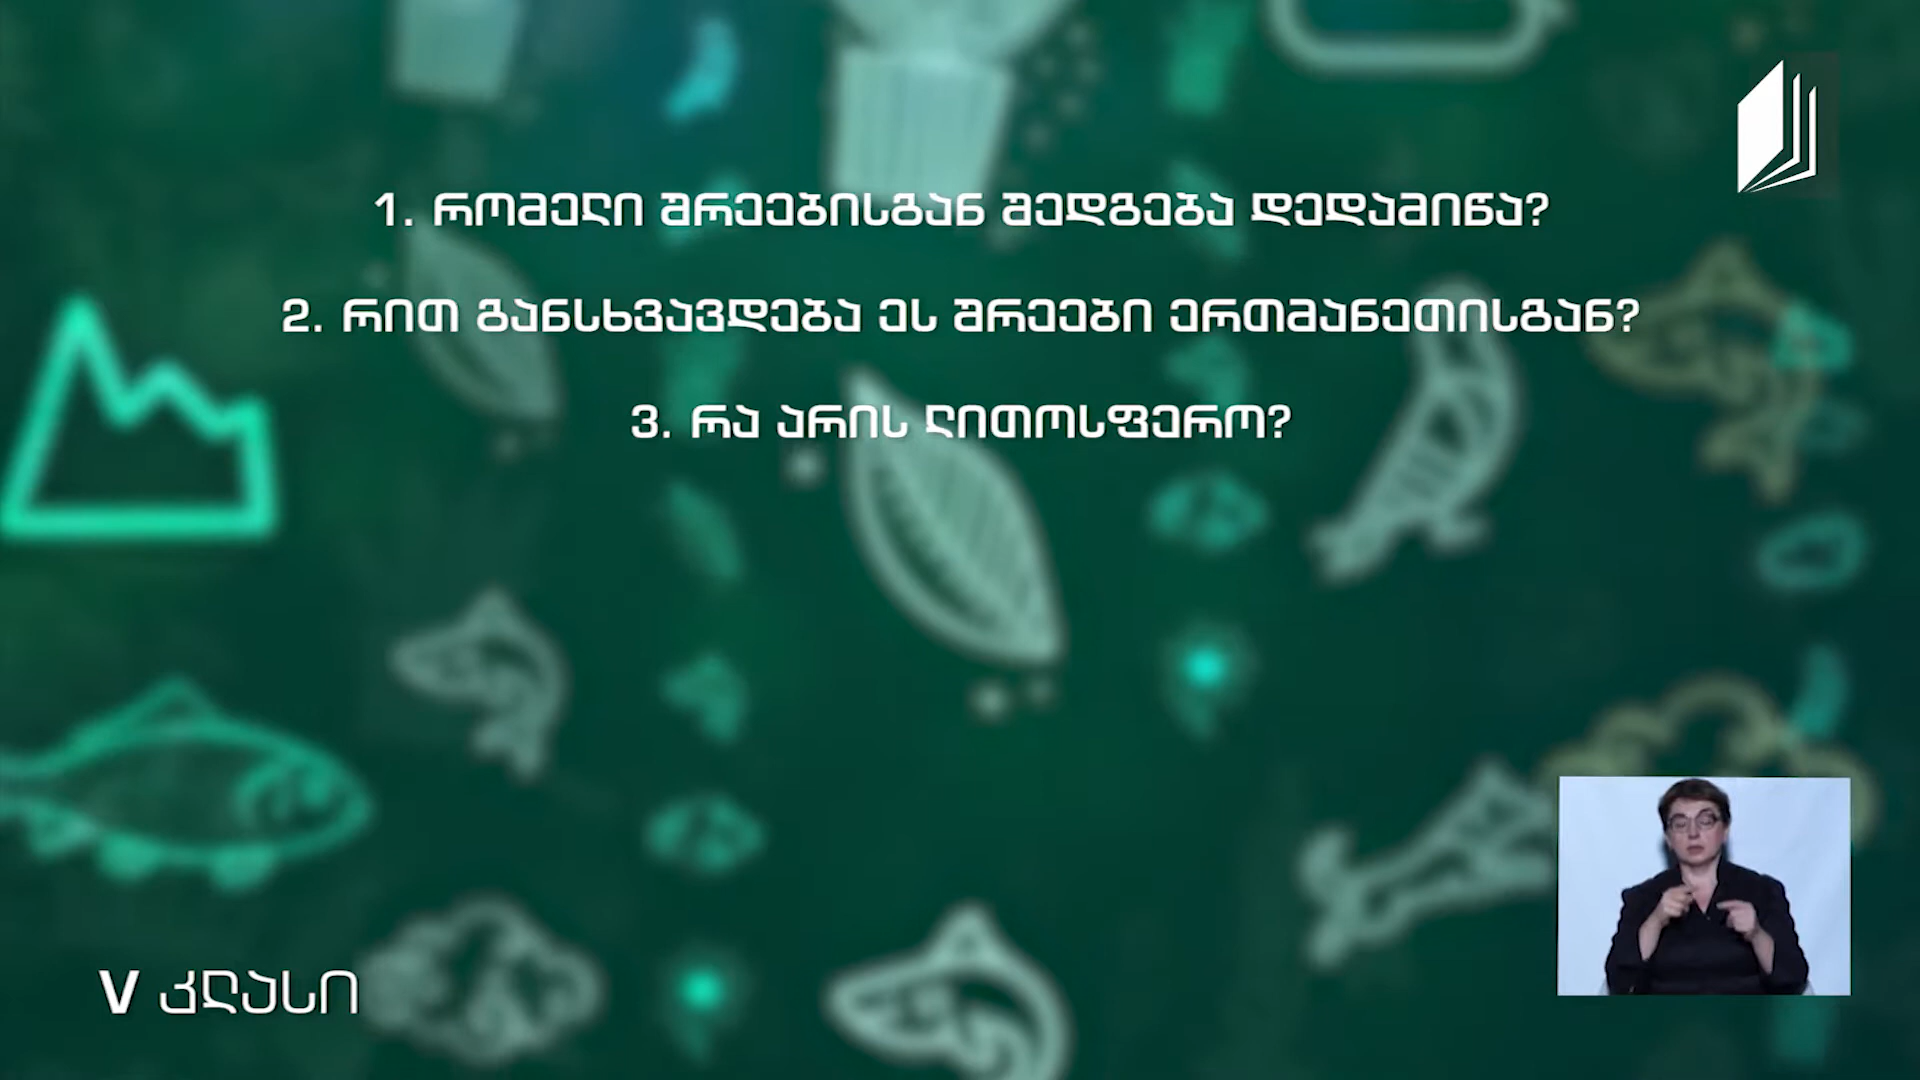 1. რომელი შრეებისგან შედგება დედამიწა?
2. რით განსხვავდება ეს შრეები ერთმანეთისგან?
3. რა არის ლითოსფერო?
V კლასი